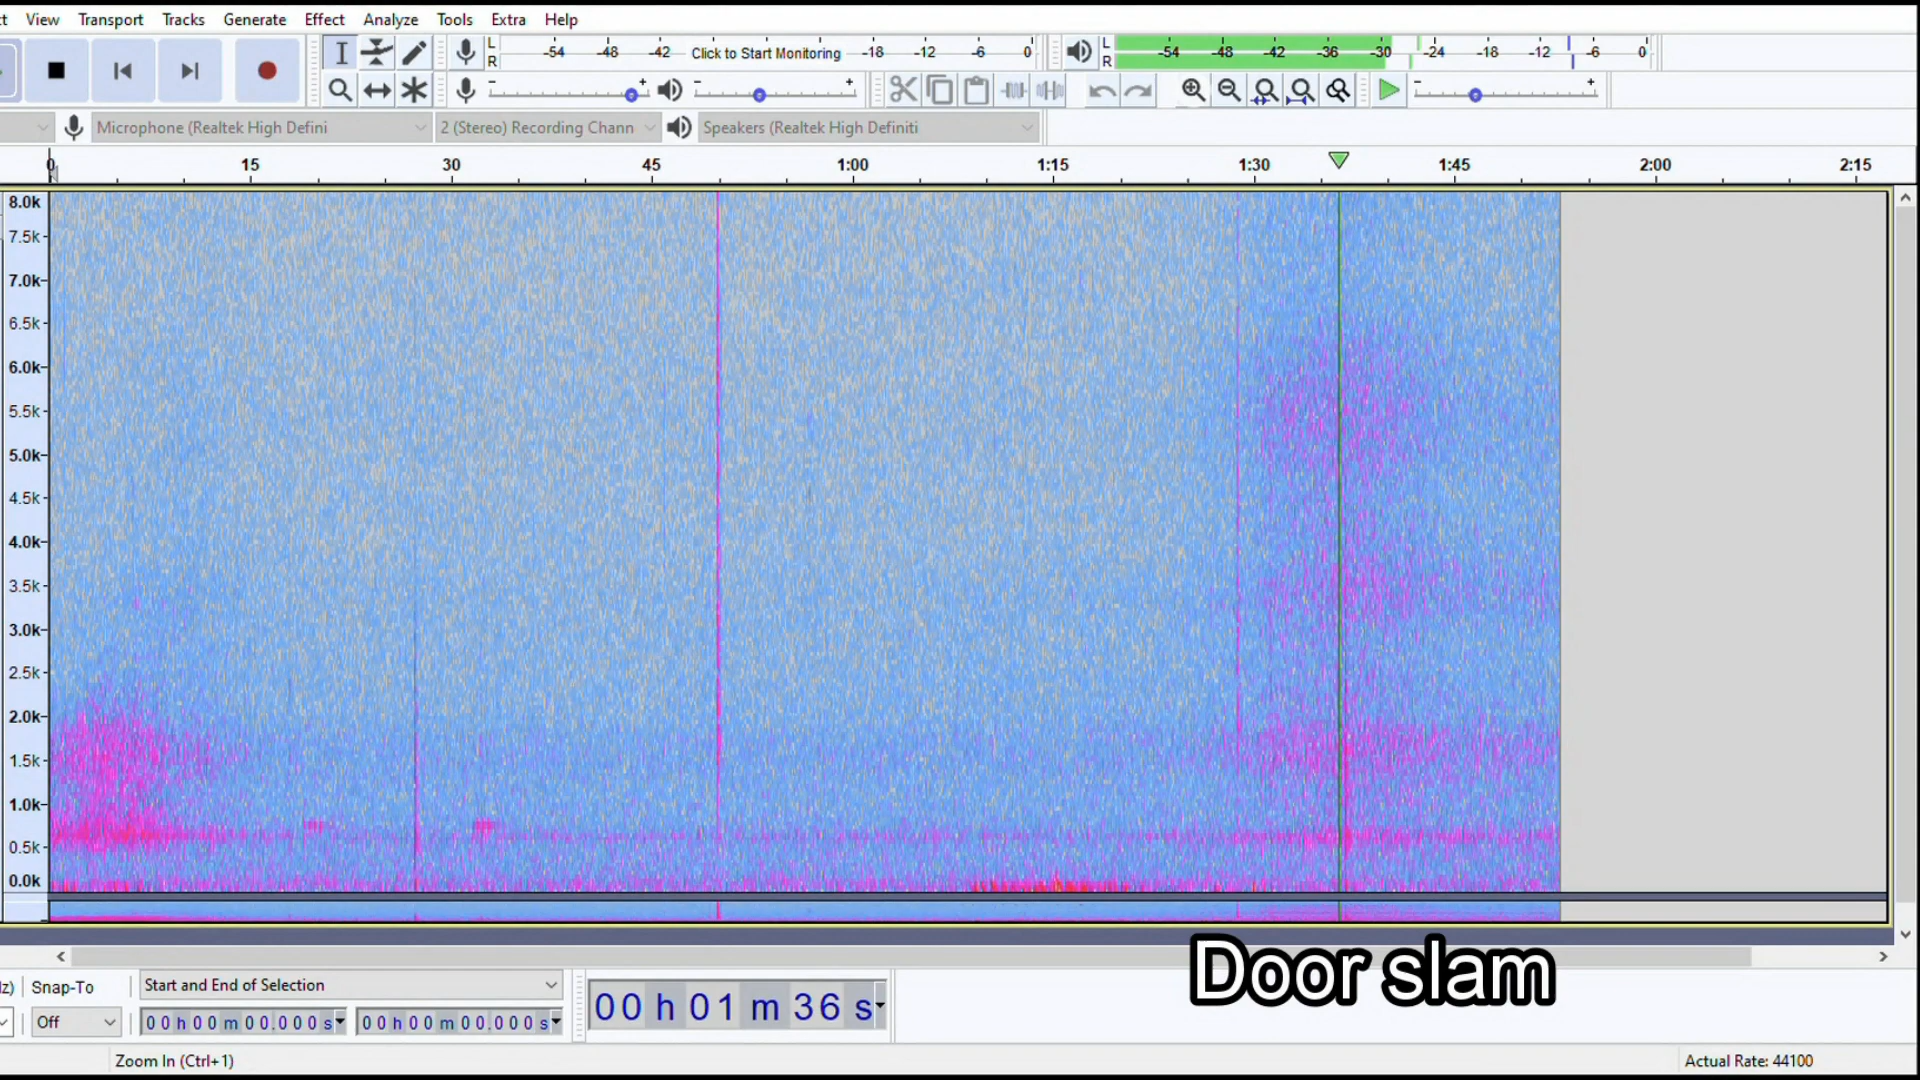 ct View Transport Tracks Generate Effect Analyze Tools Extra Help
L
R
-54 -48 -42 Click to Start Monitoring -18 -12 -6 0
L
R
-54 -48 -42 -36 -30 -24 -18 -12 -6 0
- +
- +
- +
Microphone (Realtek High Defini
2 (Stereo) Recording Chann
Speakers (Realtek High Definiti
0 15 30 45 1:00 1:15 1:30 1:45 2:00 2:15
8.0k
7.5k
7.0k
6.5k
6.0k
5.5k
5.0k
4.5k
4.0k
3.5k
3.0k
2.5k
2.0k
1.5k
1.0k
0.5k
0.0k
Door slam
z) Snap-To
Start and End of Selection
Off
00 h 00 m 00.000 s
00 h 00 m 00.000 s
00 h 01 m 36 s
Zoom In (Ctrl+1)
Actual Rate: 44100